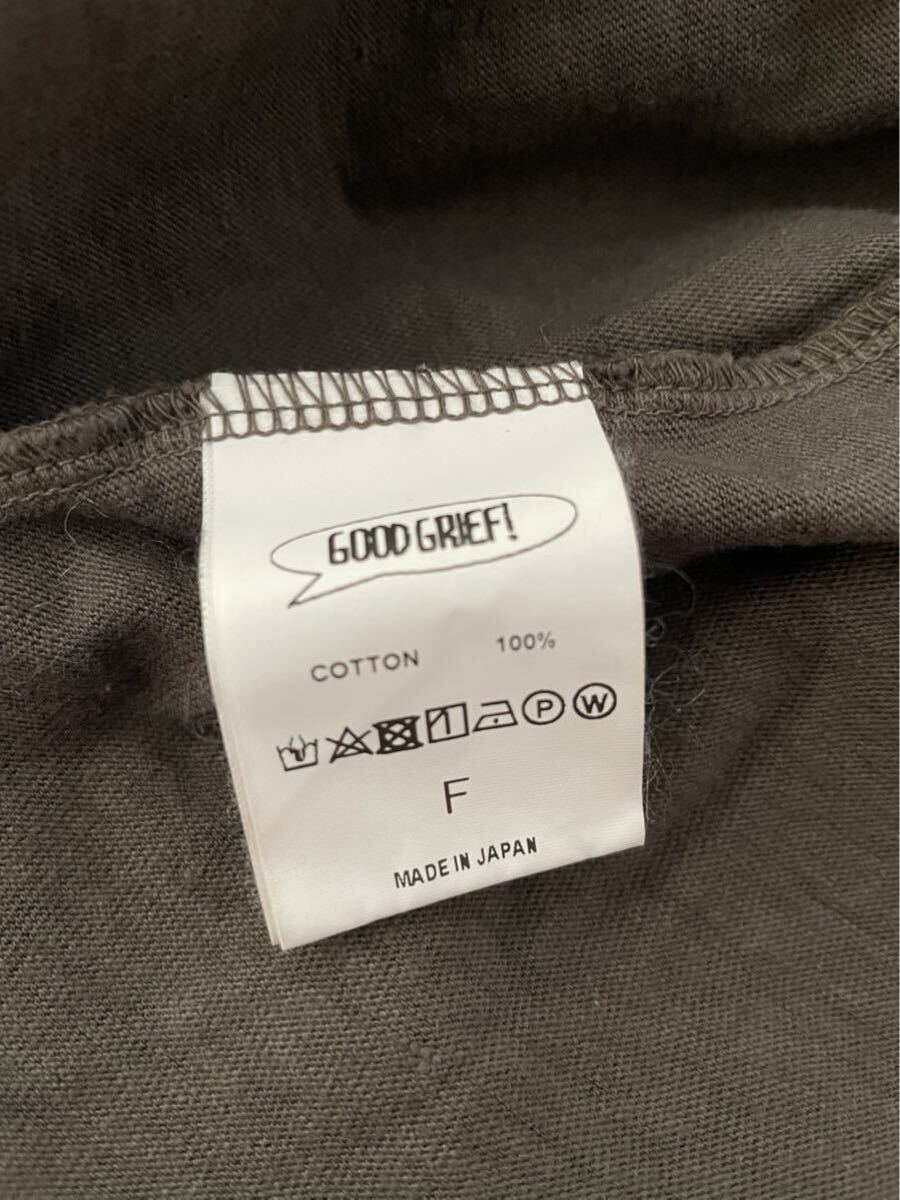 GOOD GRIEF!
COTTON 100%
P W
F
MADE IN JAPAN